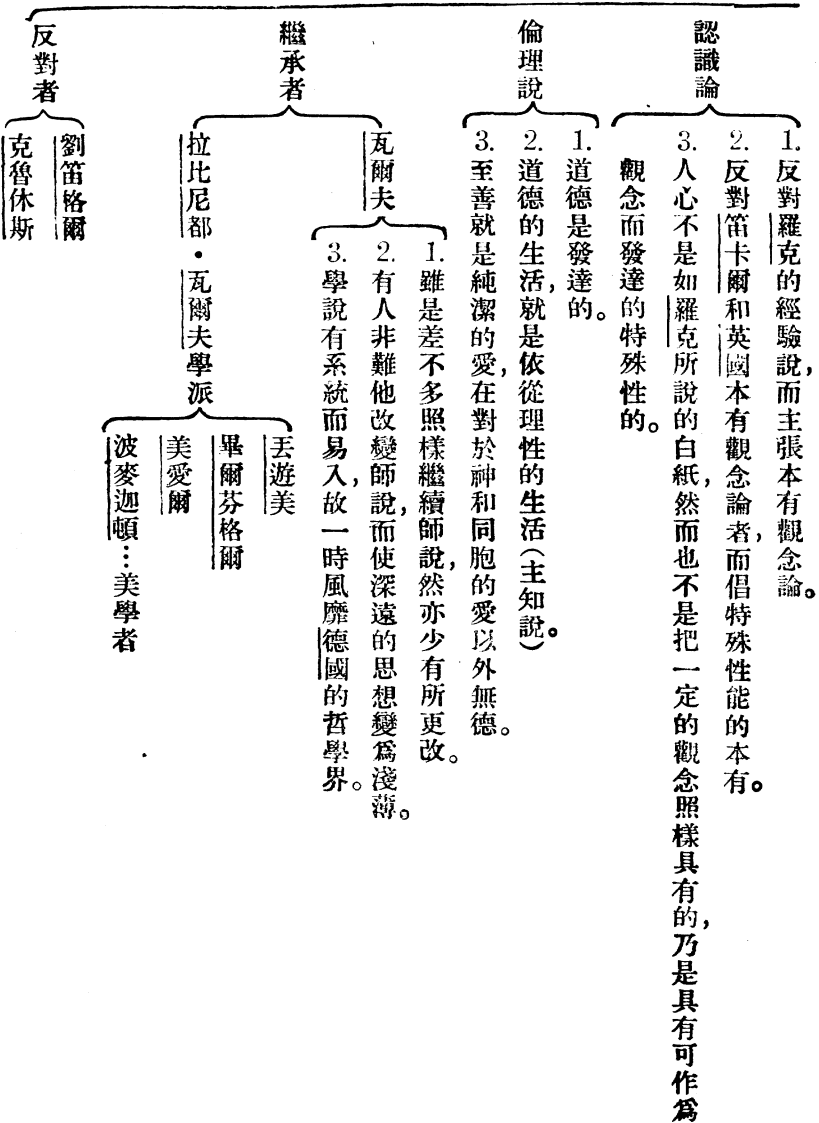 認識論
1. 反對羅克的經驗說，而主張本有觀念論。
2. 反對笛卡爾和英國本有觀念論者，而倡特殊性能的本有。
3. 人心不是如羅克所說的白紙，然而也不是把一定的觀念照樣具有的，乃是具有可作爲
觀念而發達的特殊性的。
倫理說
1. 道德是發達的。
2. 道德的生活，就是依從理性的生活（主知說。）
3. 至善就是純潔的愛，在對於神和同胞的愛以外無德。
繼承者
瓦爾夫
1. 雖是差不多照樣繼續師說，然亦少有所更改。
2. 有人非難他改變師說，而使深遠的思想變爲淺薄。
3. 學說有系統而易入，故一時風靡德國的哲學界。
拉比尼都・瓦爾夫學派
丟遊美
畢爾芬格爾
美愛爾
波麥迦頓…美學者
反對者
劉笛格爾
克魯休斯